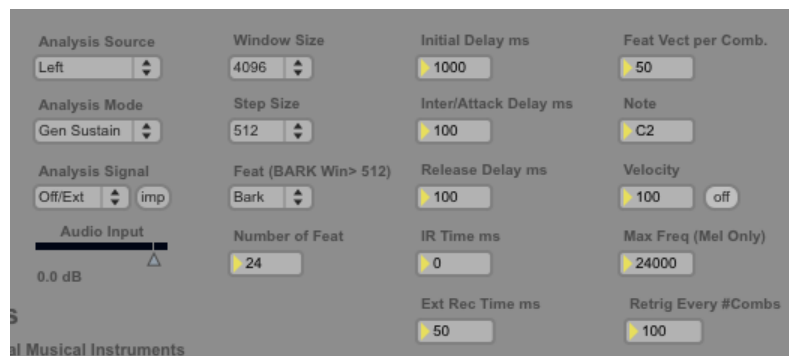 Analysis Source
Window Size
Initial Delay ms
Feat Vect per Comb.
Left
4096
1000
50
Analysis Mode
Step Size
Inter/Attack Delay ms
Note
Gen Sustain
512
100
C2
Analysis Signal
Feat (BARK Win> 512)
Release Delay ms
Velocity
Off/Ext
imp
Bark
100
100
off
Audio Input
Number of Feat
IR Time ms
Max Freq (Mel Only)
24
0
24000
0.0 dB
Ext Rec Time ms
Retrig Every #Combs
50
100
Musical Instruments